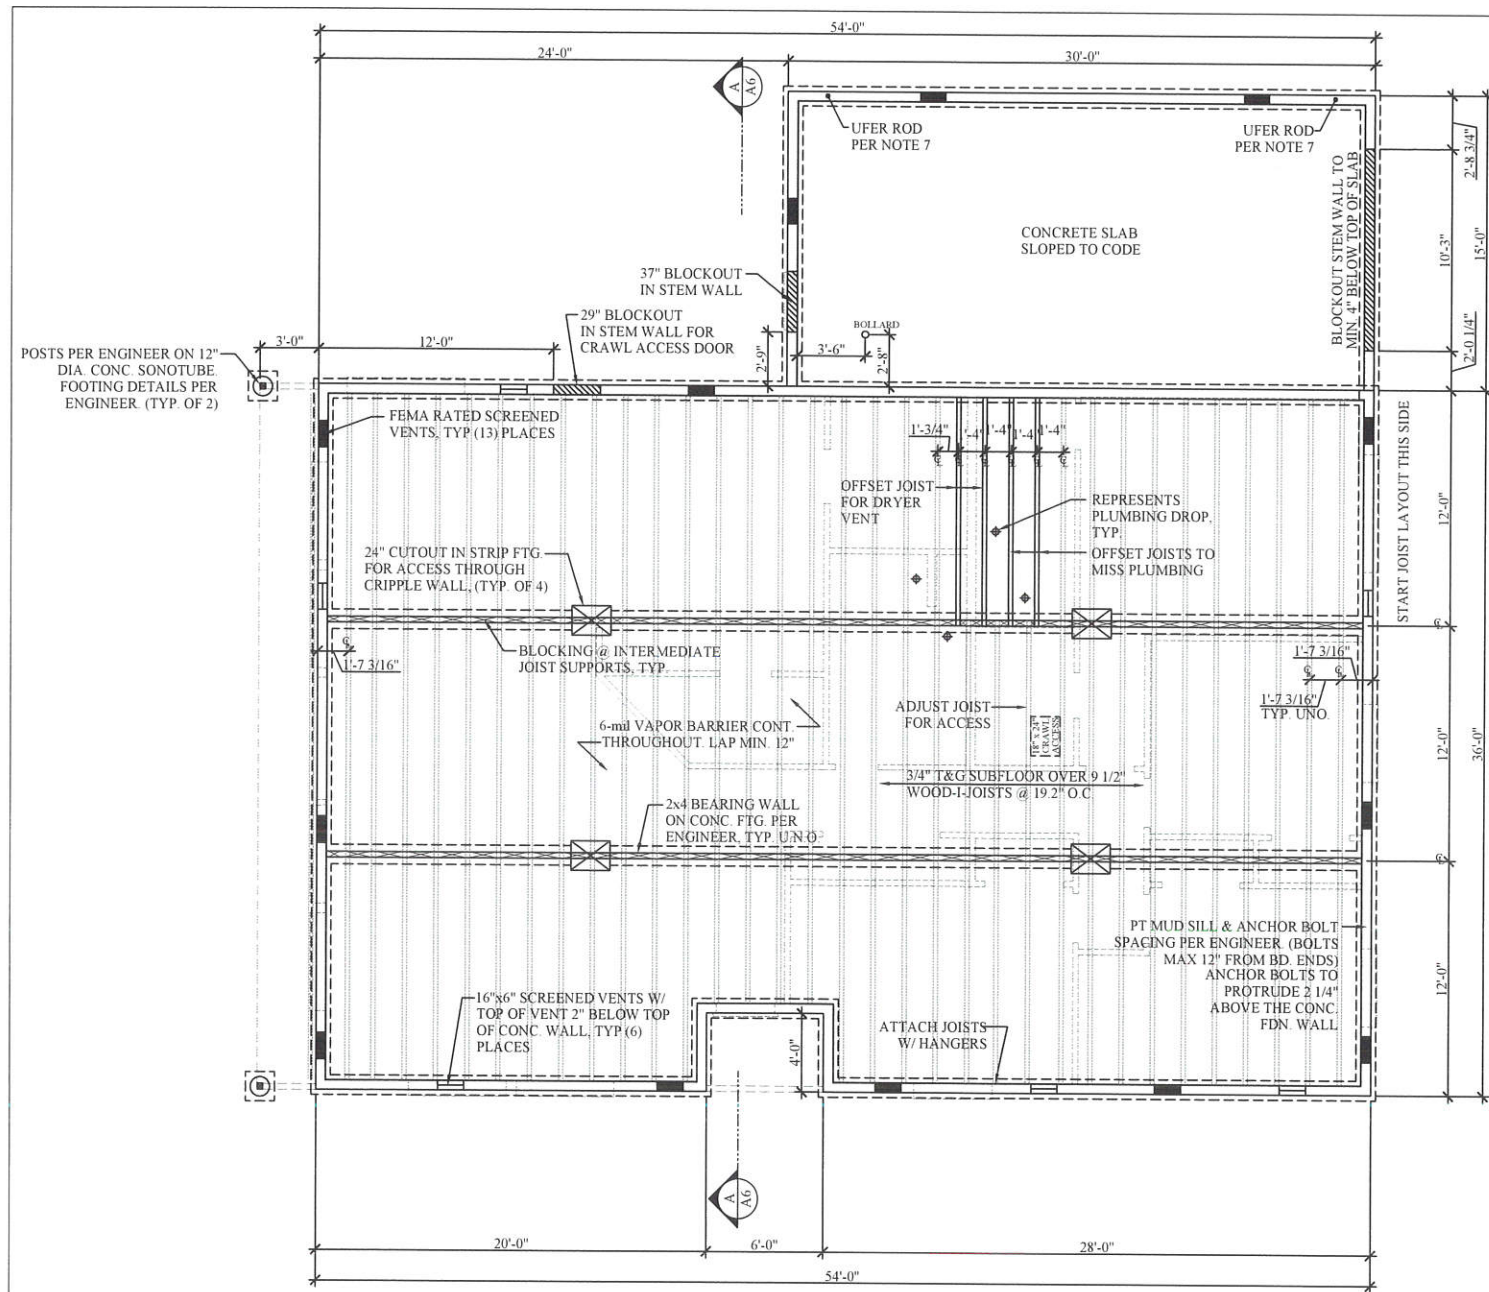 54'-0"
24'-0"
30'-0"
A
A6
UFER ROD
PER NOTE 7
UFER ROD
PER NOTE 7
2'-8 3/4"
BLOCKOUT STEM WALL TO
MIN. 4" BELOW TOP OF SLAB
CONCRETE SLAB
SLOPED TO CODE
10'-3"
15'-0"
37" BLOCKOUT
IN STEM WALL
29" BLOCKOUT
IN STEM WALL FOR
CRAWL ACCESS DOOR
BOLLARD
2'-9"
3'-6"
2'-8"
2'-0 1/4"
3'-0"
12'-0"
POSTS PER ENGINEER ON 12"
DIA. CONC. SONOTUBE.
FOOTING DETAILS PER
ENGINEER. (TYP. OF 2)
FEMA RATED SCREENED
VENTS, TYP (13) PLACES
1'-3/4"
1'-4"
1'-4"
1'-4"
1'-4"
START JOIST LAYOUT THIS SIDE
OFFSET JOIST
FOR DRYER
VENT
REPRESENTS
PLUMBING DROP,
TYP.
12'-0"
OFFSET JOISTS TO
MISS PLUMBING
24" CUTOUT IN STRIP FTG.
FOR ACCESS THROUGH
CRIPPLE WALL, (TYP. OF 4)
BLOCKING @ INTERMEDIATE
JOIST SUPPORTS, TYP.
1'-7 3/16"
1'-7 3/16"
1'-7 3/16"
TYP. UNO.
ADJUST JOIST
FOR ACCESS
18" x 24"
CRAWL
ACCESS
6-mil VAPOR BARRIER CONT.
THROUGHOUT. LAP MIN. 12"
12'-0"
36'-0"
3/4" T&G SUBFLOOR OVER 9 1/2"
WOOD-I-JOISTS @ 19.2" O.C
2x4 BEARING WALL
ON CONC. FTG. PER
ENGINEER, TYP. U.N.O.
PT MUD SILL & ANCHOR BOLT
SPACING PER ENGINEER. (BOLTS
MAX 12" FROM BD. ENDS)
ANCHOR BOLTS TO
PROTRUDE 2 1/4"
ABOVE THE CONC.
FDN. WALL
12'-0"
16"x6" SCREENED VENTS W/
TOP OF VENT 2" BELOW TOP
OF CONC. WALL, TYP (6)
PLACES
4'-0"
ATTACH JOISTS
W/ HANGERS
A
A6
20'-0"
6'-0"
28'-0"
54'-0"